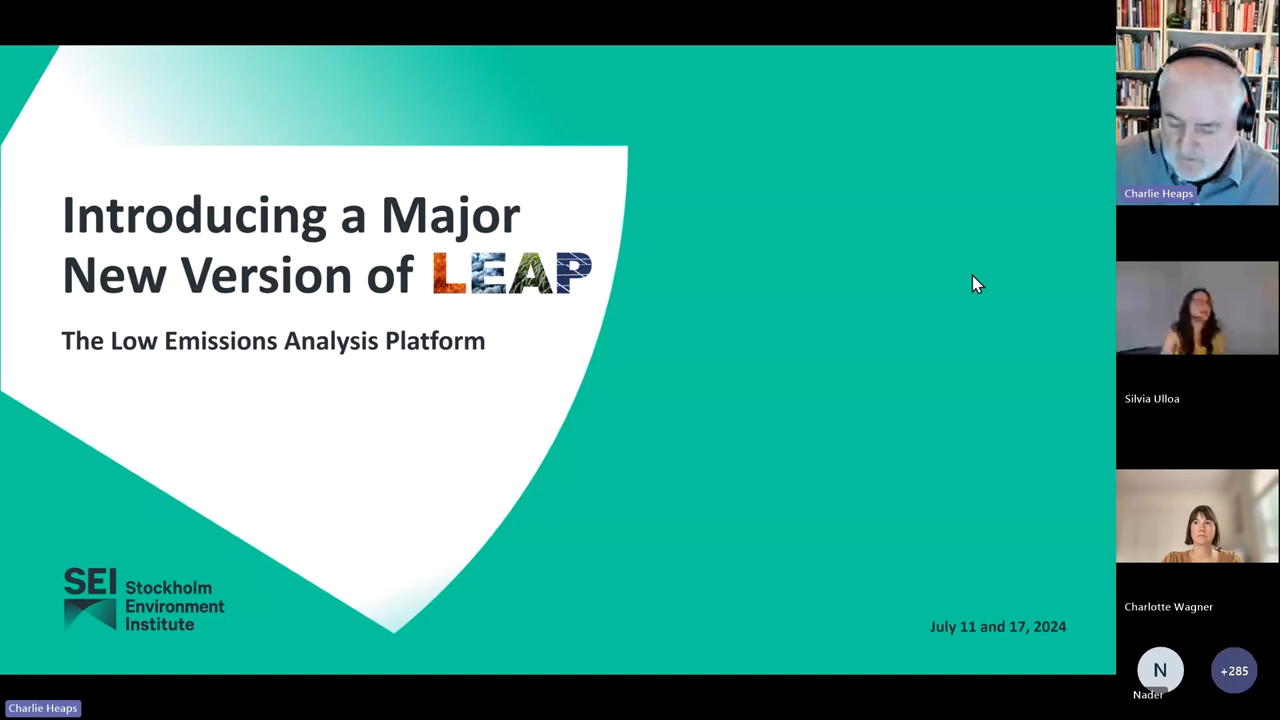 Introducing a Major
New Version of LEAP
The Low Emissions Analysis Platform
SEI Stockholm
Environment
Institute
July 11 and 17, 2024
Charlie Heaps
Charlie Heaps
Silvia Ulloa
Charlotte Wagner
N
Nader
+285